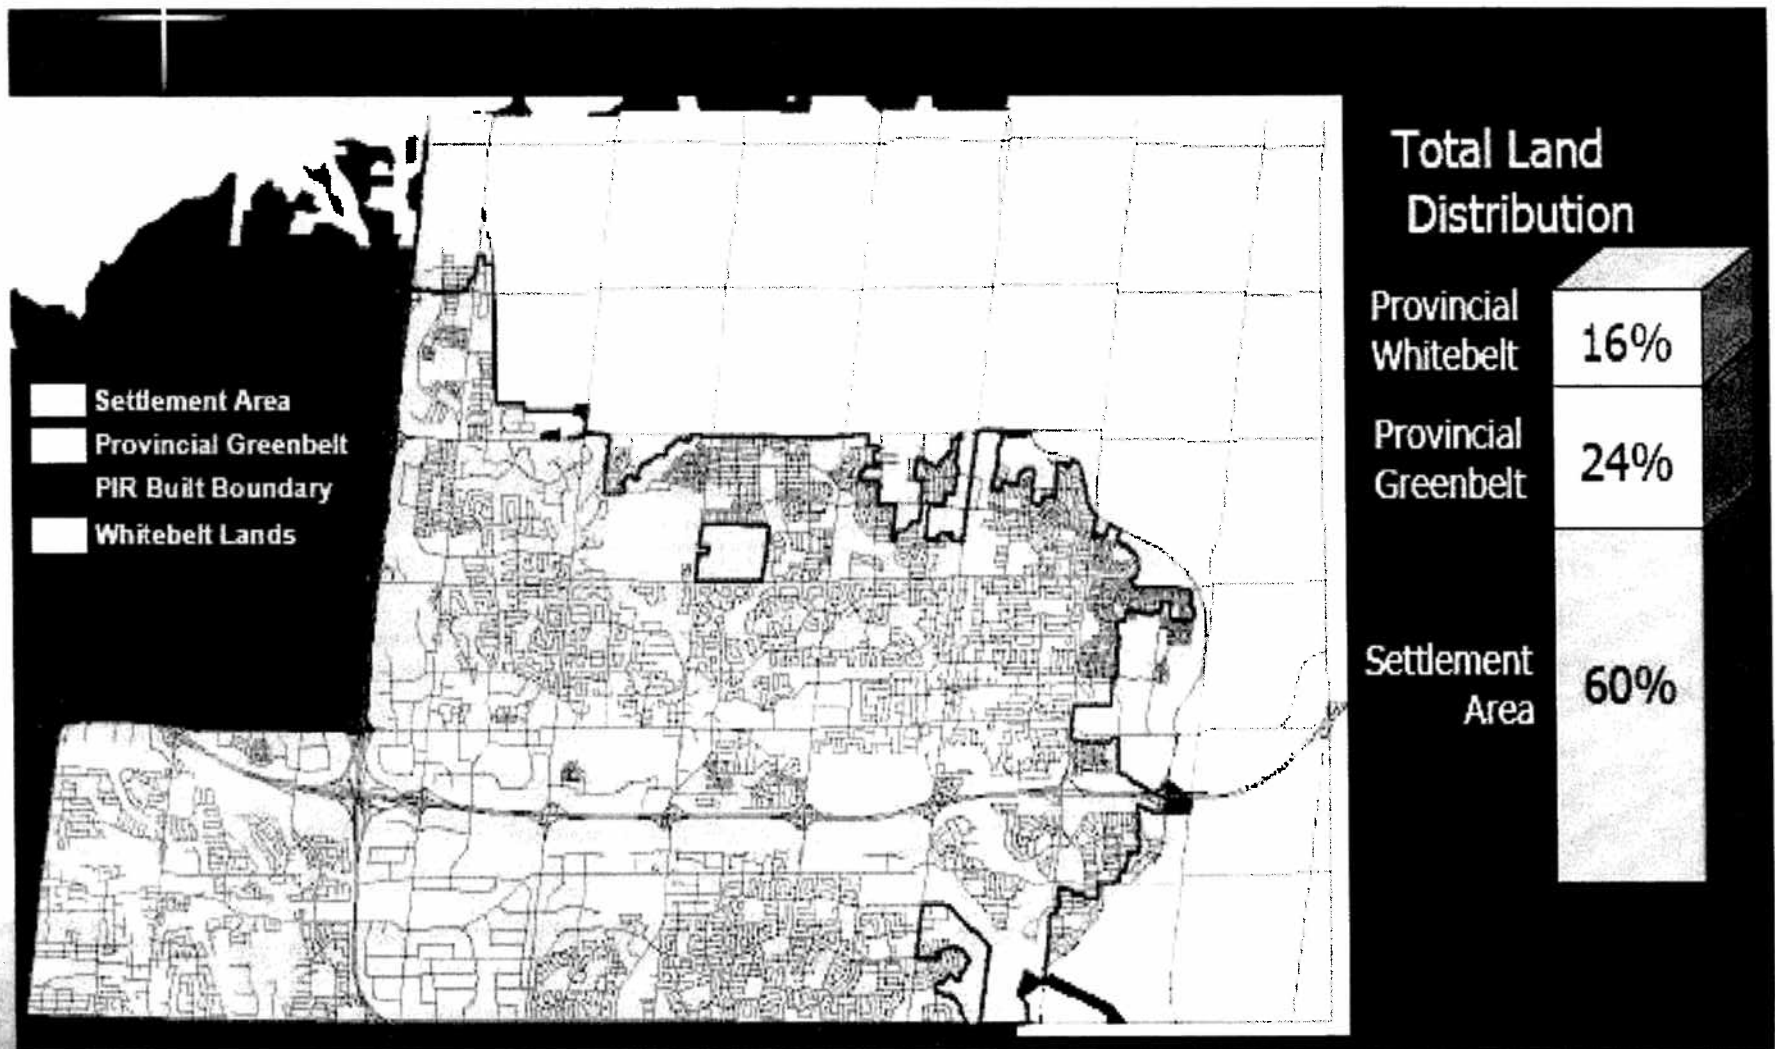 Settlement Area
Provincial Greenbelt
PIR Built Boundary
Whitebelt Lands
Total Land
Distribution
Provincial
Whitebelt
16%
Provincial
Greenbelt
24%
Settlement
Area
60%